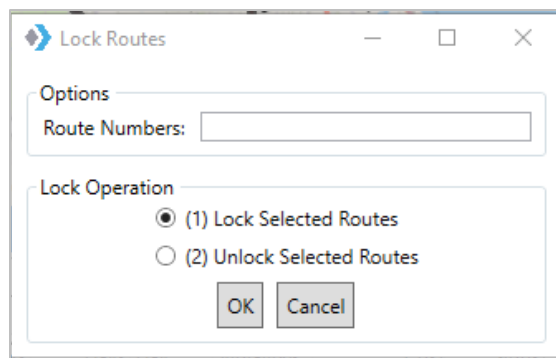 Lock Routes
Options
Route Numbers:
Lock Operation
(1) Lock Selected Routes
(2) Unlock Selected Routes
OK Cancel